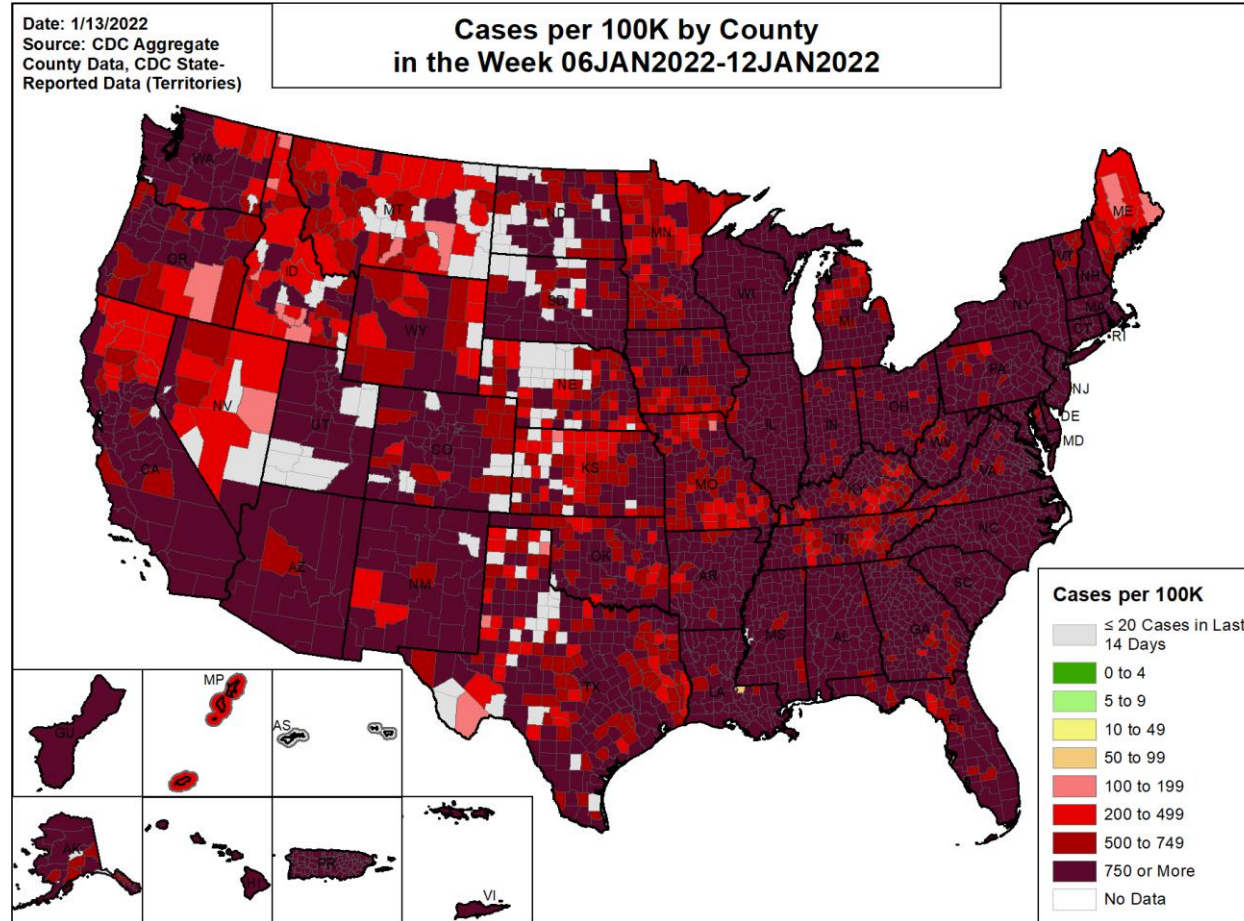 Date: 1/13/2022
Source: CDC Aggregate
County Data, CDC State-
Reported Data (Territories)
Cases per 100K by County
in the Week 06JAN2022-12JAN2022
WA
MT
ND
MN
ME
OR
ID
SD
WI
VT
NH
NY
MA
CT
RI
WY
MI
IA
NE
PA
NJ
NV
UT
CO
IL
IN
OH
DE
MD
CA
KS
MO
WV
VA
KY
AZ
NM
OK
AR
TN
NC
SC
MS
AL
GA
TX
LA
FL
GU
MP
AS
AK
HI
PR
VI
Cases per 100K
≤ 20 Cases in Last
14 Days
0 to 4
5 to 9
10 to 49
50 to 99
100 to 199
200 to 499
500 to 749
750 or More
No Data